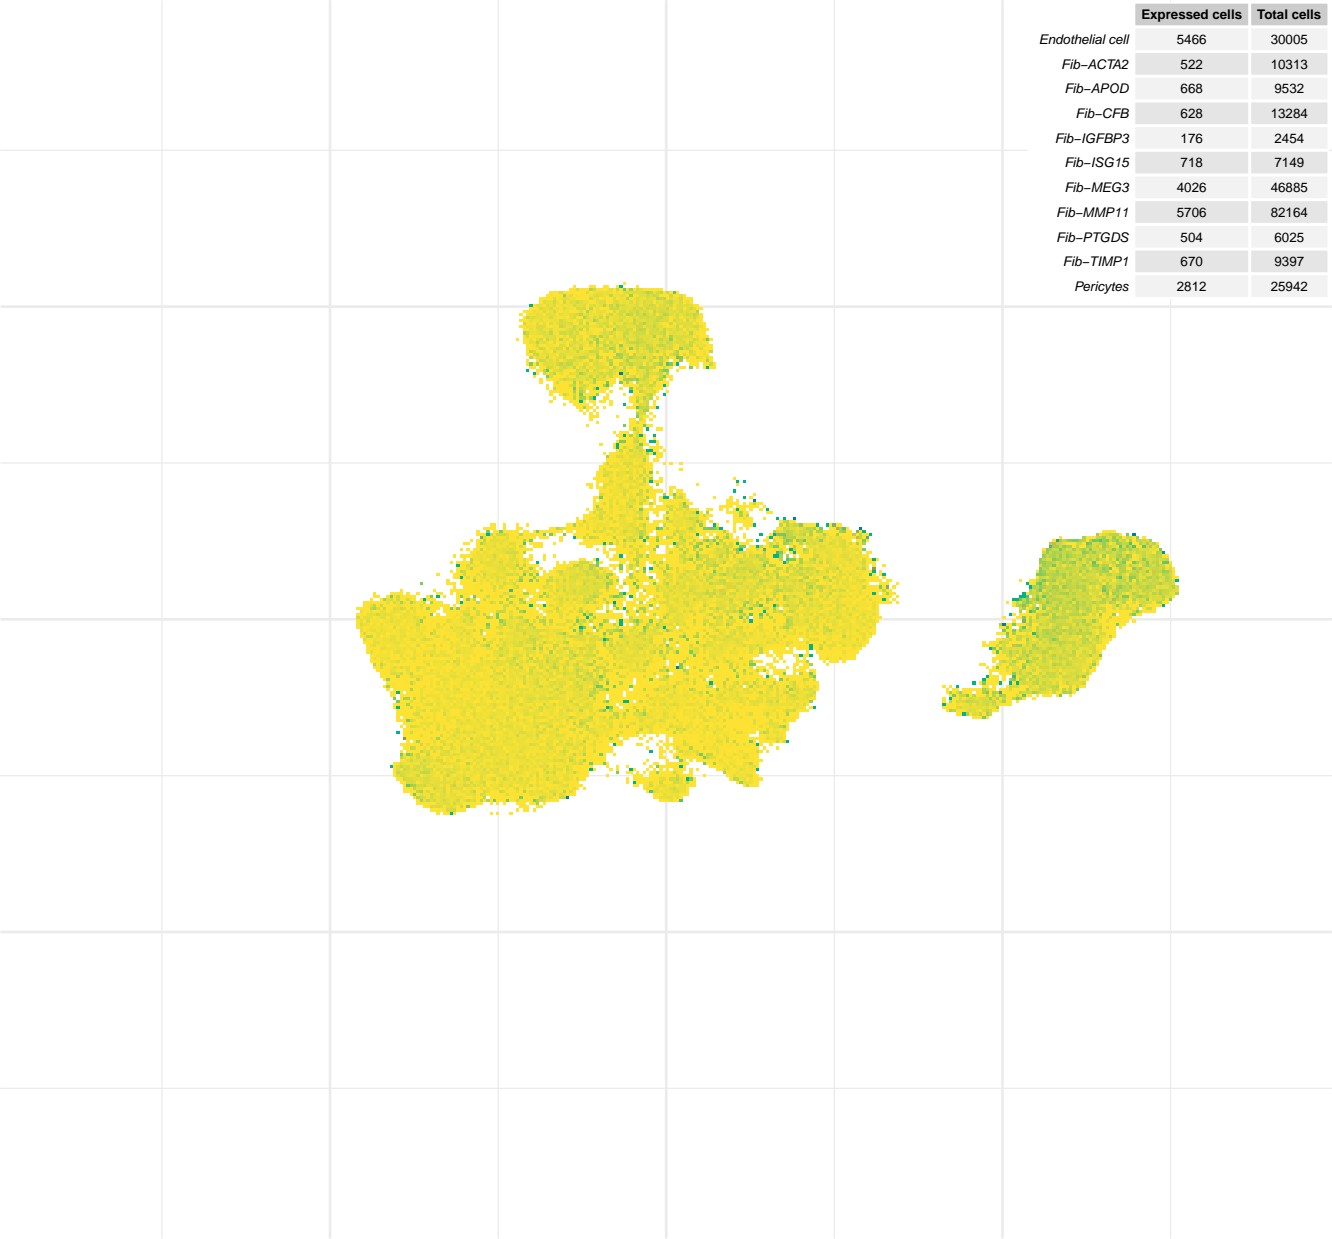 Expressed cells Total cells
Endothelial cell 5466 30005
Fib−ACTA2 522 10313
Fib−APOD 668 9532
Fib−CFB 628 13284
Fib−IGFBP3 176 2454
Fib−ISG15 718 7149
Fib−MEG3 4026 46885
Fib−MMP11 5706 82164
Fib−PTGDS 504 6025
Fib−TIMP1 670 9397
Pericytes 2812 25942